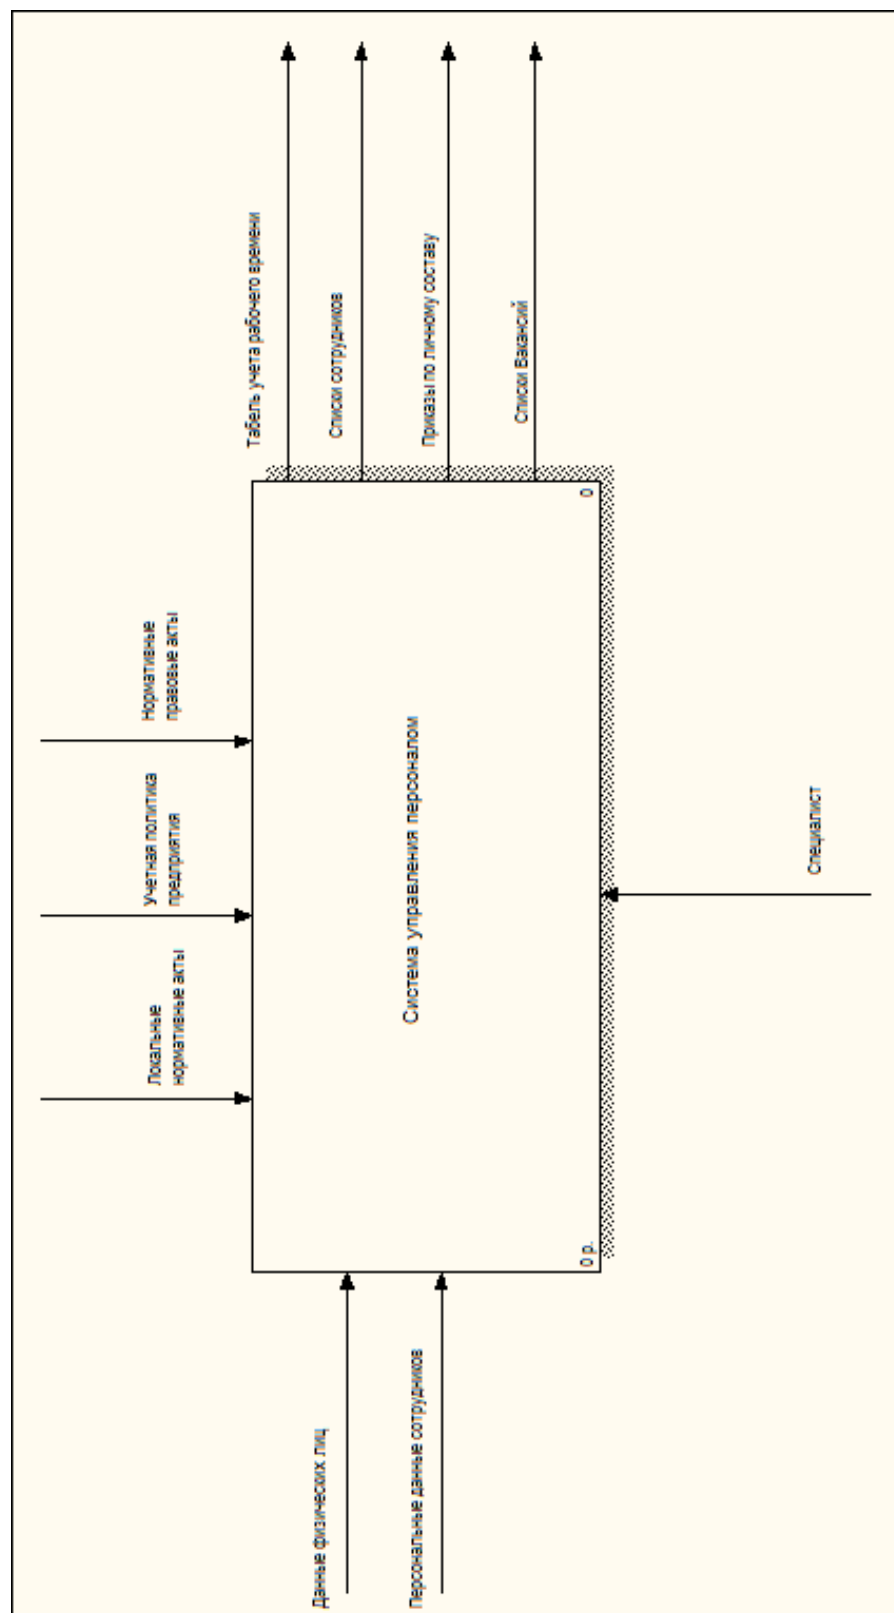 Локальные
нормативные акты
Учетная политика
предприятия
Нормативные
правовые акты
Данные физических лиц
Персональные данные сотрудников
Система управления персоналом
0 р.
0
Табель учета рабочего времени
Списки сотрудников
Приказы по личному составу
Списки Вакансий
Специалист